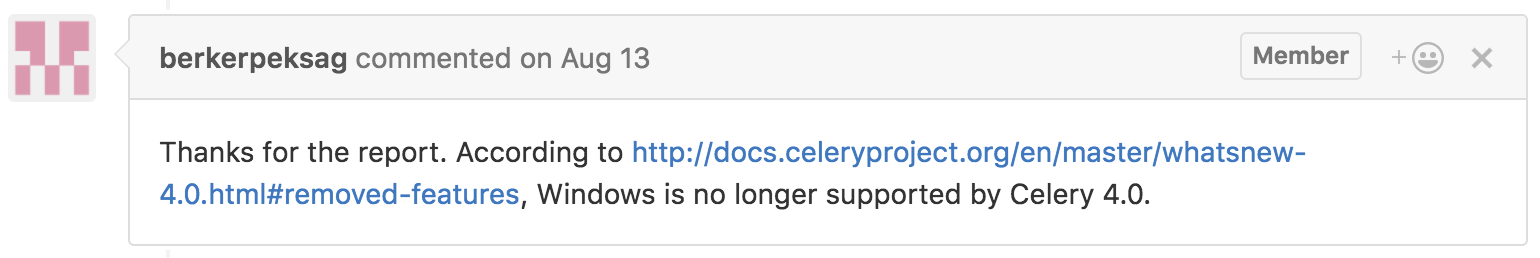 berkerpeksag commented on Aug 13 Member +
Thanks for the report. According to http://docs.celeryproject.org/en/master/whatsnew-
4.0.html#removed-features, Windows is no longer supported by Celery 4.0.